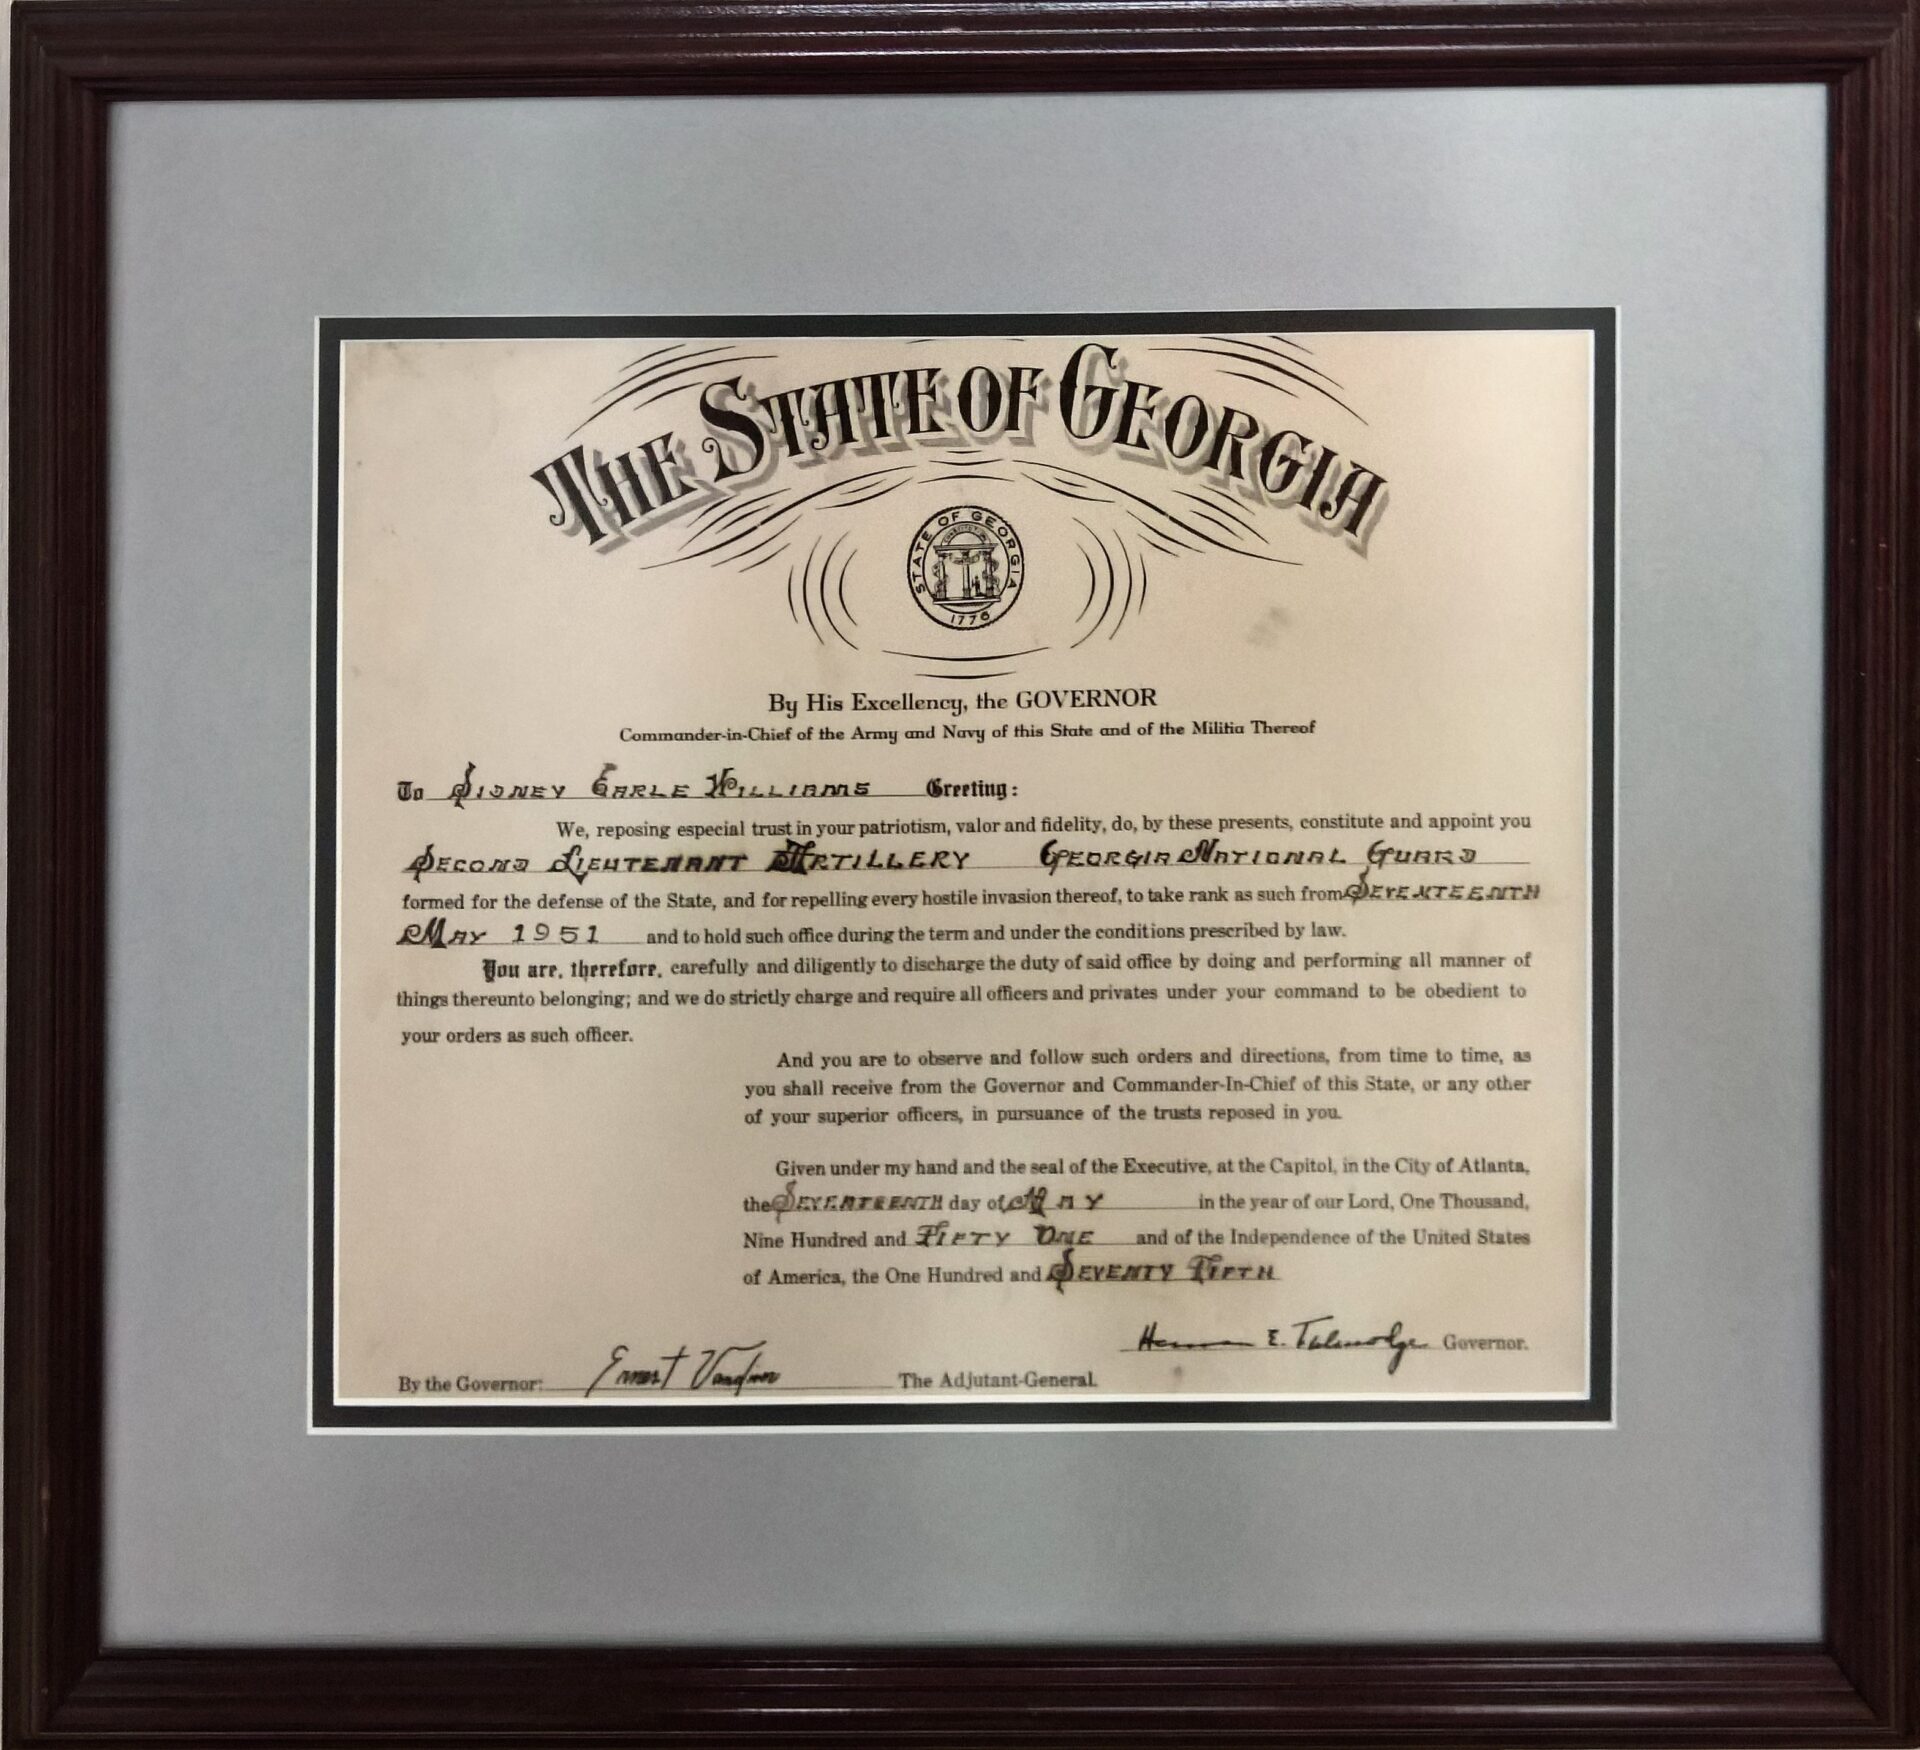 THE STATE OF GEORGIA
STATE OF GEORGIA
CONSTITUTION
1776
By His Excellency, the GOVERNOR
Commander-in-Chief of the Army and Navy of this State and of the Militia Thereof
To SIDNEY EARLE WILLIAMS Greeting:
We, reposing especial trust in your patriotism, valor and fidelity, do, by these presents, constitute and appoint you
SECOND LIEUTENANT ARTILLERY GEORGIA NATIONAL GUARD
formed for the defense of the State, and for repelling every hostile invasion thereof, to take rank as such from SEVENTEENTH
MAY 1951 and to hold such office during the term and under the conditions prescribed by law.
You are, therefore, carefully and diligently to discharge the duty of said office by doing and performing all manner of
things thereunto belonging; and we do strictly charge and require all officers and privates under your command to be obedient to
your orders as such officer.
And you are to observe and follow such orders and directions, from time to time, as
you shall receive from the Governor and Commander-In-Chief of this State, or any other
of your superior officers, in pursuance of the trusts reposed in you.
Given under my hand and the seal of the Executive, at the Capitol, in the City of Atlanta,
the SEVENTEENTH day of MAY in the year of our Lord, One Thousand,
Nine Hundred and FIFTY ONE and of the Independence of the United States
of America, the One Hundred and SEVENTY FIFTH
Herman E. Talmadge Governor.
By the Governor: Ernest Vandiver The Adjutant-General.